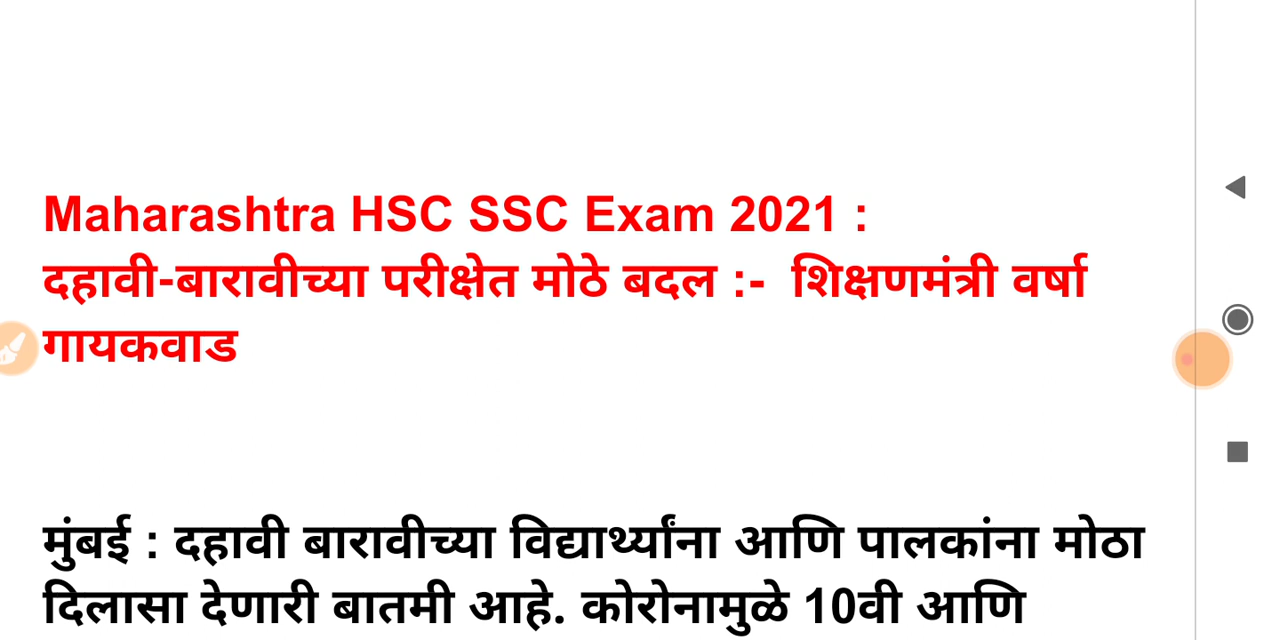 Maharashtra HSC SSC Exam 2021 :
दहावी-बारावीच्या परीक्षेत मोठे बदल :- शिक्षणमंत्री वर्षा
गायकवाड
मुंबई : दहावी बारावीच्या विद्यार्थ्यांना आणि पालकांना मोठा
दिलासा देणारी बातमी आहे. कोरोनामुळे 10वी आणि